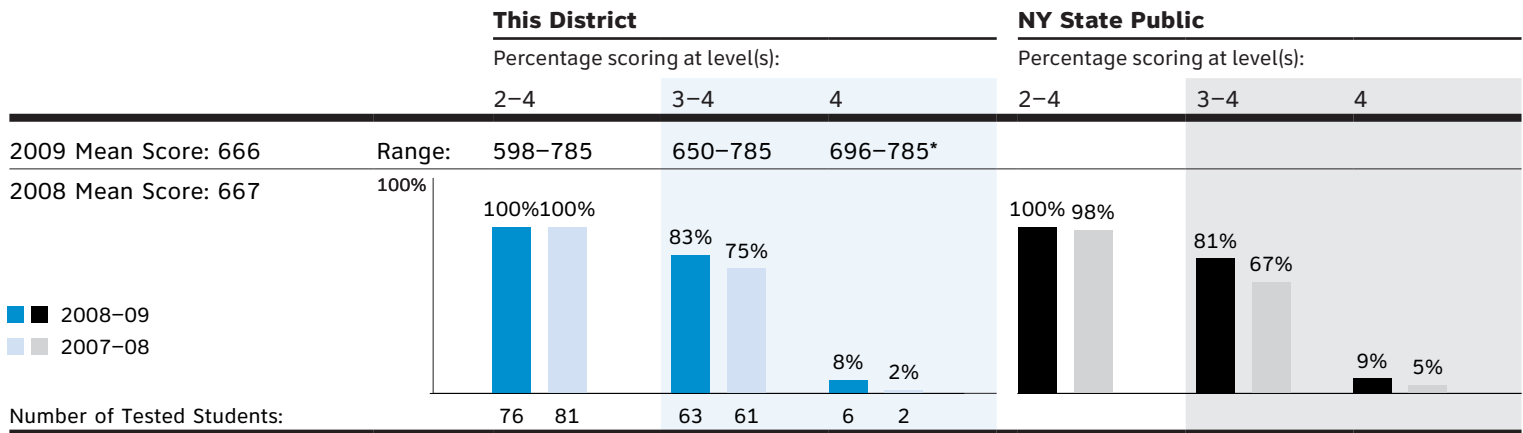 This District NY State Public
Percentage scoring at level(s): Percentage scoring at level(s):
2–4 3–4 4 2–4 3–4 4
2009 Mean Score: 666 Range: 598–785 650–785 696–785*
2008 Mean Score: 667 100%
100% 100% 83% 75% 8% 2% 100% 98% 81% 67% 9% 5%
2008–09
2007–08
Number of Tested Students: 76 81 63 61 6 2